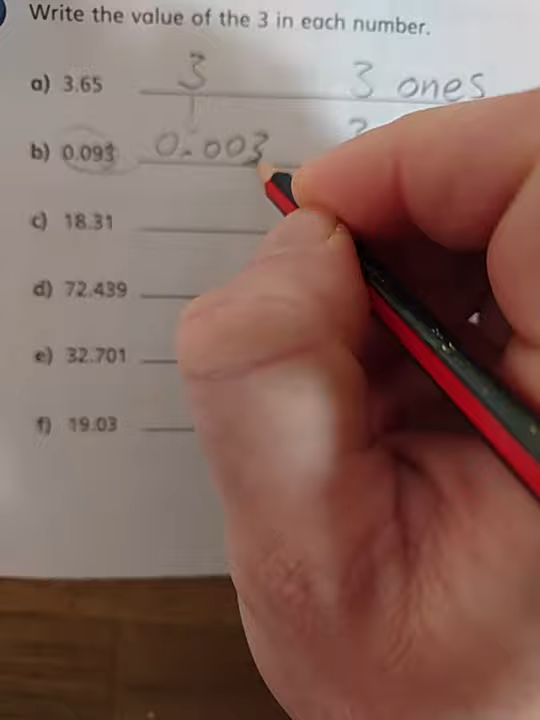 Write the value of the 3 in each number.
a) 3.65 3 3 ones
b) 0.093 0.003
c) 18.31
d) 72.439
e) 32.701
f) 19.03